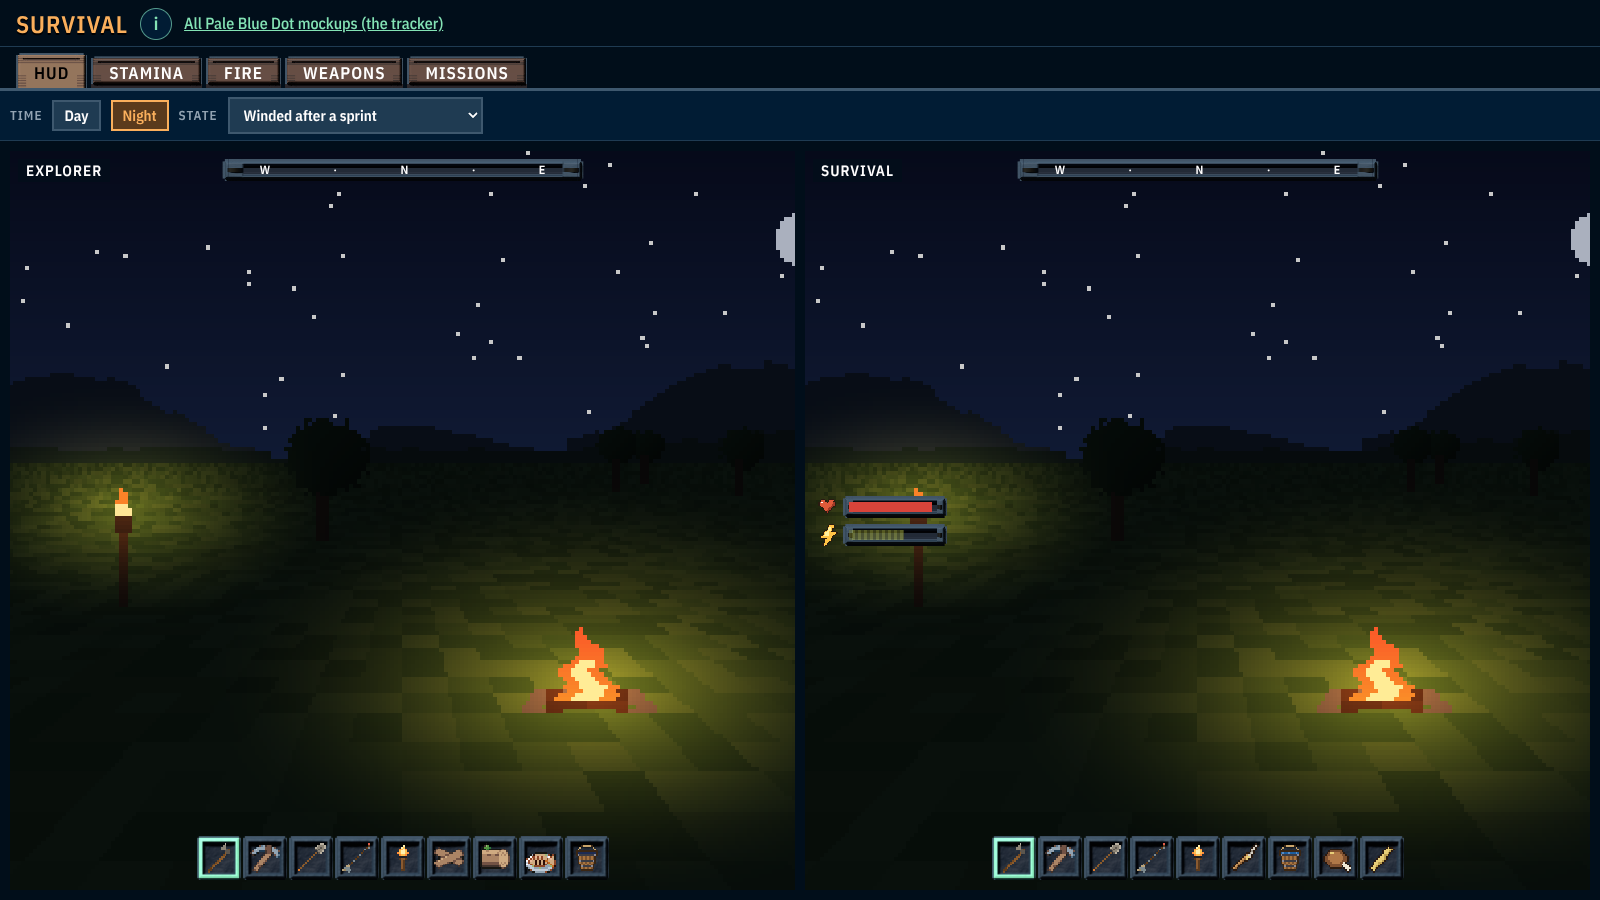 SURVIVAL i All Pale Blue Dot mockups (the tracker)
HUD STAMINA FIRE WEAPONS MISSIONS
TIME Day Night STATE Winded after a sprint
EXPLORER W · N · E
SURVIVAL W · N · E